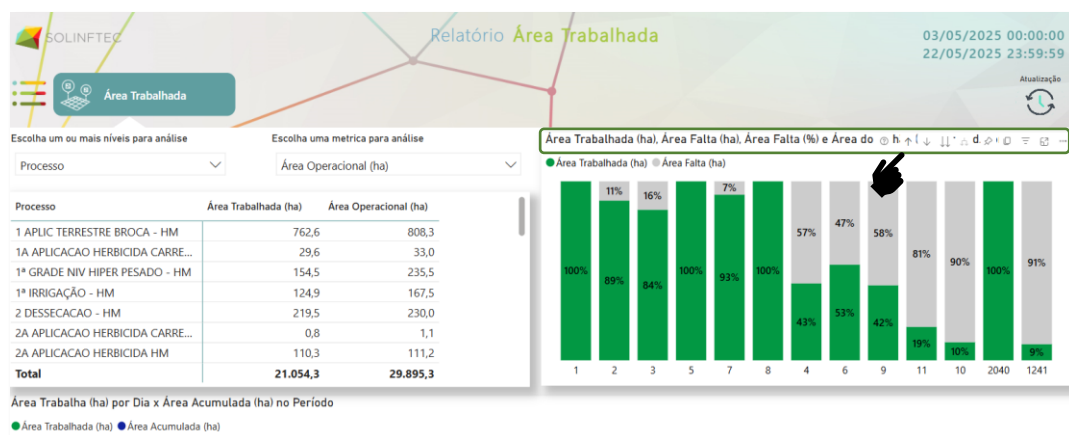 SOLINFTEC
Relatório Área Trabalhada
03/05/2025 00:00:00
22/05/2025 23:59:59
Atualização
Área Trabalhada
Escolha um ou mais níveis para análise
Escolha uma metrica para análise
Processo
Área Operacional (ha)
Processo Área Trabalhada (ha) Área Operacional (ha)
1 APLIC TERRESTRE BROCA - HM 762,6 808,3
1A APLICACAO HERBICIDA CARRE... 29,6 33,0
1ª GRADE NIV HIPER PESADO - HM 154,5 235,5
1ª IRRIGAÇÃO - HM 124,9 167,5
2 DESSECACAO - HM 219,5 230,0
2A APLICACAO HERBICIDA CARRE... 0,8 1,1
2A APLICACAO HERBICIDA HM 110,3 111,2
Total 21.054,3 29.895,3
Área Trabalhada (ha), Área Falta (ha), Área Falta (%) e Área do
Área Trabalhada (ha) Área Falta (ha)
11% 16% 7% 57% 47% 58% 81% 90% 91%
100% 89% 84% 100% 93% 100% 43% 53% 42% 19% 10% 100% 9%
1 2 3 5 7 8 4 6 9 11 10 2040 1241
Área Trabalha (ha) por Dia x Área Acumulada (ha) no Período
Área Trabalhada (ha) Área Acumulada (ha)